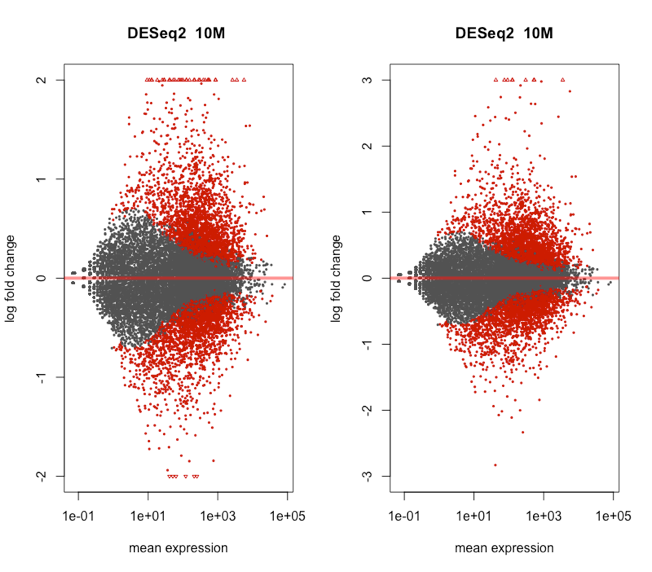 DESeq2 10M
log fold change
2
1
0
-1
-2
1e-01 1e+01 1e+03 1e+05
mean expression
DESeq2 10M
log fold change
3
2
1
0
-1
-2
-3
1e-01 1e+01 1e+03 1e+05
mean expression